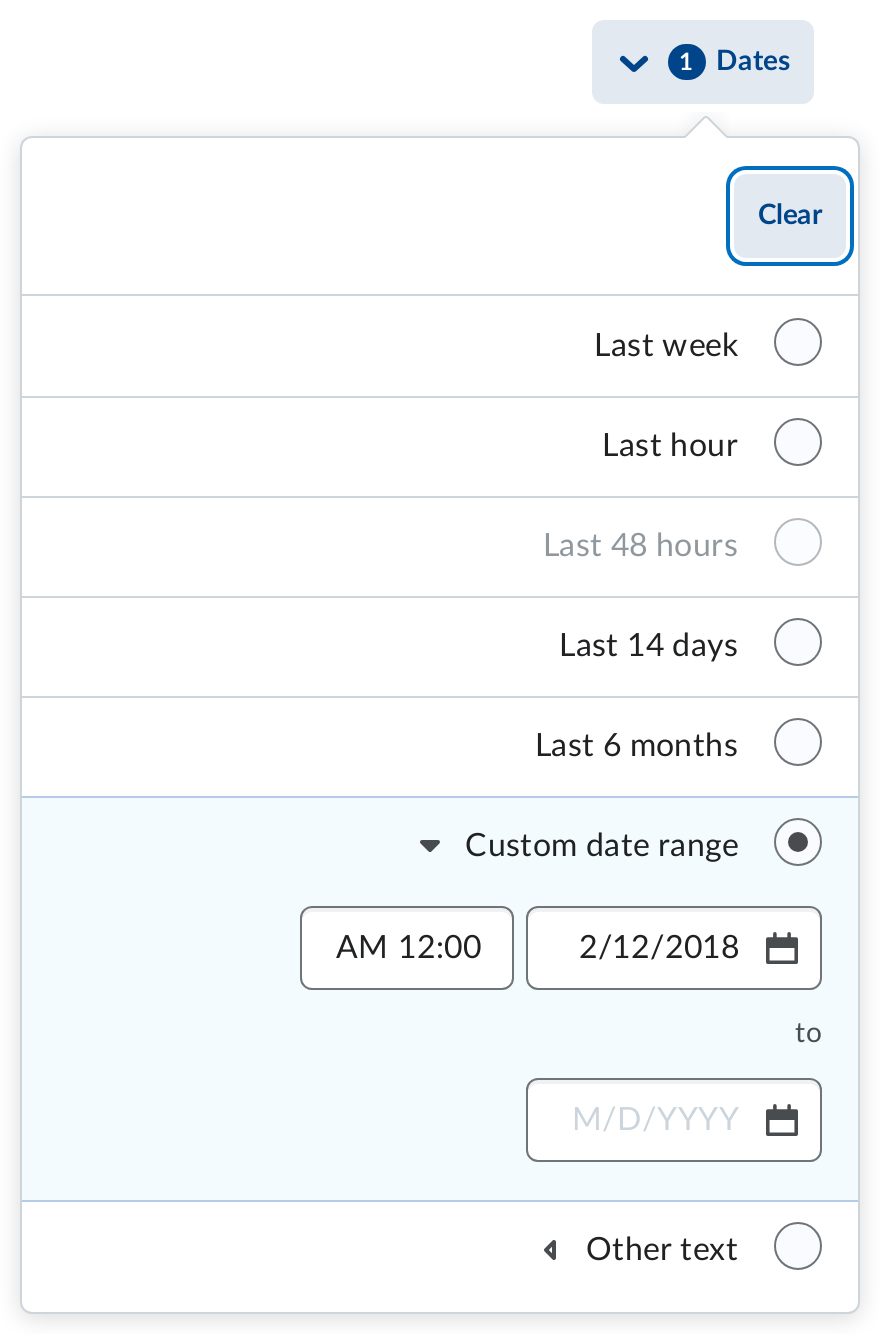 1 Dates
Clear
Last week
Last hour
Last 48 hours
Last 14 days
Last 6 months
Custom date range
2/12/2018 AM 12:00
to
M/D/YYYY
Other text